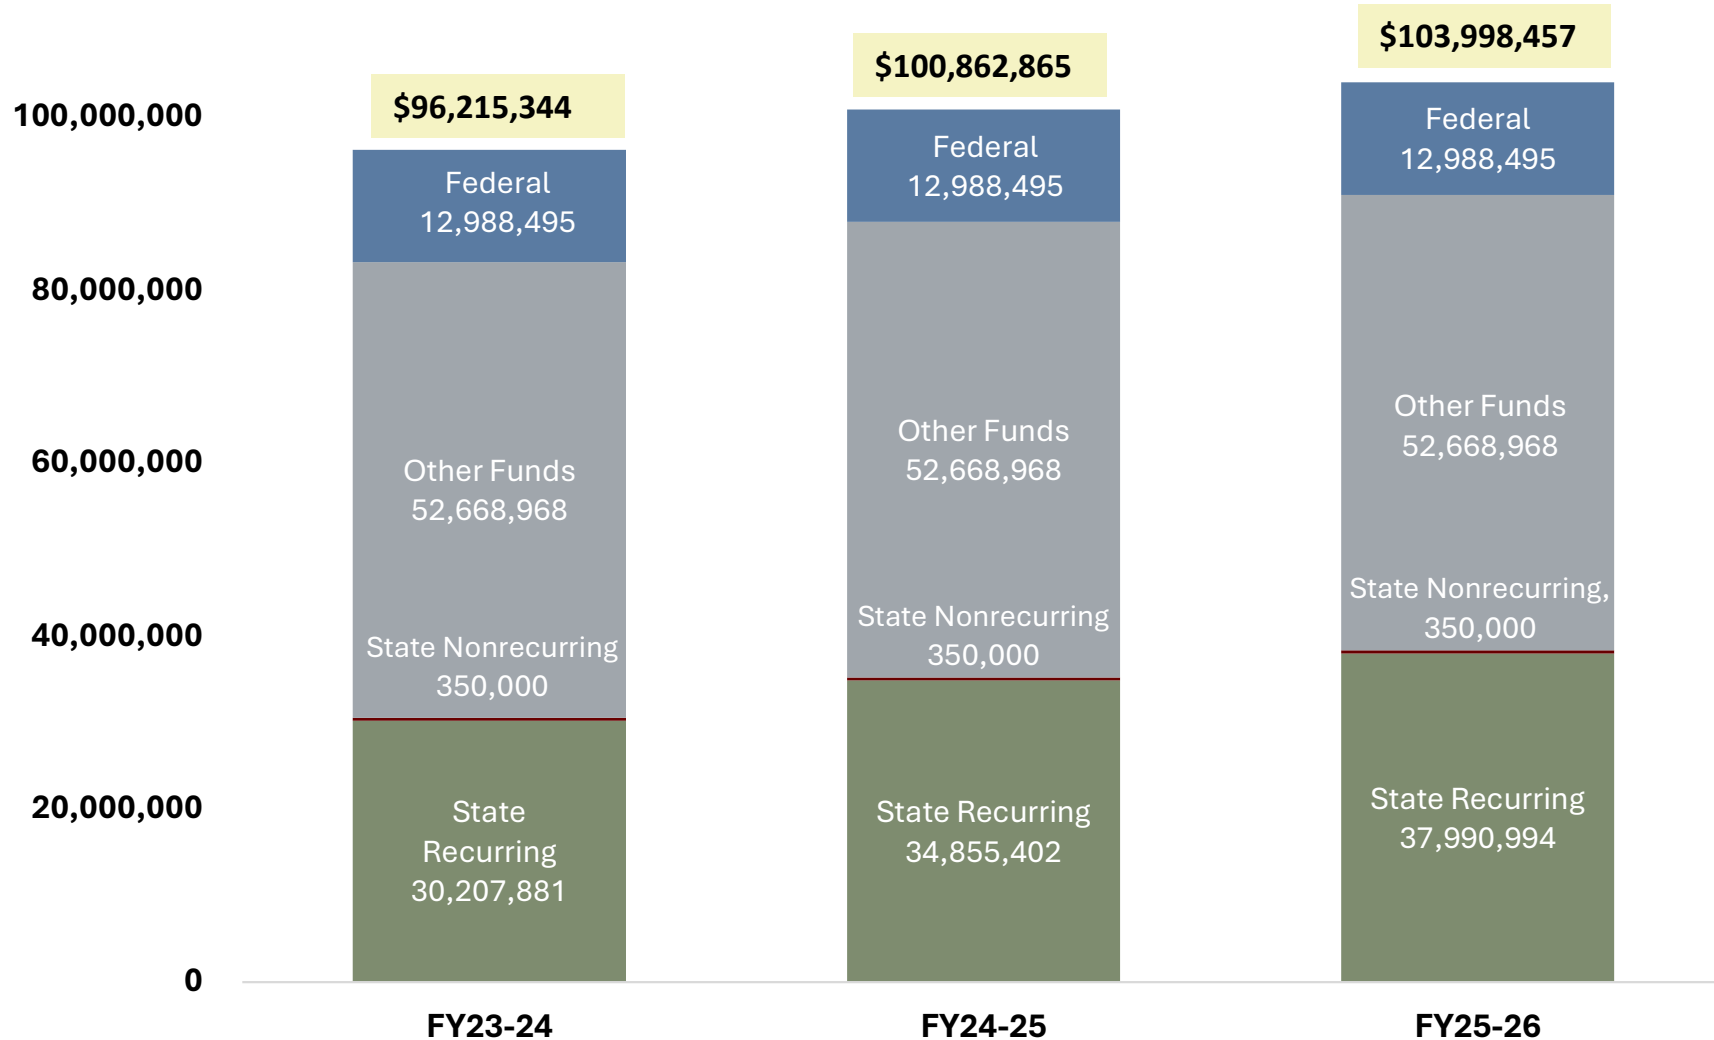 $103,998,457
$100,862,865
$96,215,344
100,000,000
80,000,000
60,000,000
40,000,000
20,000,000
0
Federal
12,988,495
Other Funds
52,668,968
State Nonrecurring
350,000
State
Recurring
30,207,881
Federal
12,988,495
Other Funds
52,668,968
State Nonrecurring
350,000
State Recurring
34,855,402
Federal
12,988,495
Other Funds
52,668,968
State Nonrecurring,
350,000
State Recurring
37,990,994
FY23-24
FY24-25
FY25-26